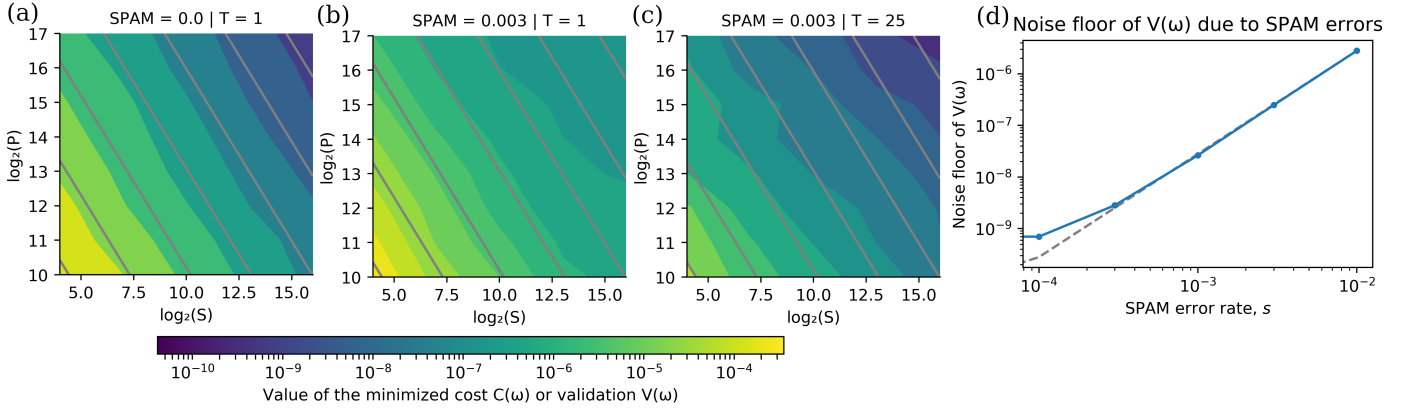 (a)
SPAM = 0.0 | T = 1
17
16
15
14
13
12
11
10
log₂(P)
5.0 7.5 10.0 12.5 15.0
log₂(S)
(b)
SPAM = 0.003 | T = 1
17
16
15
14
13
12
11
10
log₂(P)
5.0 7.5 10.0 12.5 15.0
log₂(S)
(c)
SPAM = 0.003 | T = 25
17
16
15
14
13
12
11
10
log₂(P)
5.0 7.5 10.0 12.5 15.0
log₂(S)
10⁻¹⁰ 10⁻⁹ 10⁻⁸ 10⁻⁷ 10⁻⁶ 10⁻⁵ 10⁻⁴
Value of the minimized cost C(ω) or validation V(ω)
(d)
Noise floor of V(ω) due to SPAM errors
10⁻⁶
10⁻⁷
10⁻⁸
10⁻⁹
Noise floor of V(ω)
10⁻⁴ 10⁻³ 10⁻²
SPAM error rate, s